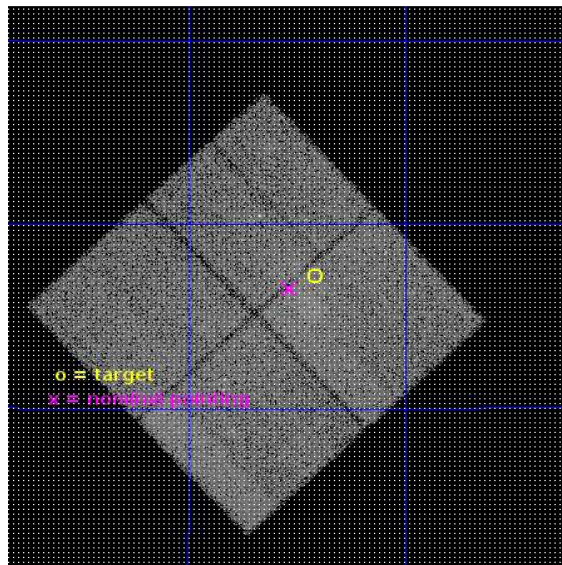 o = target
x = nominal pointing